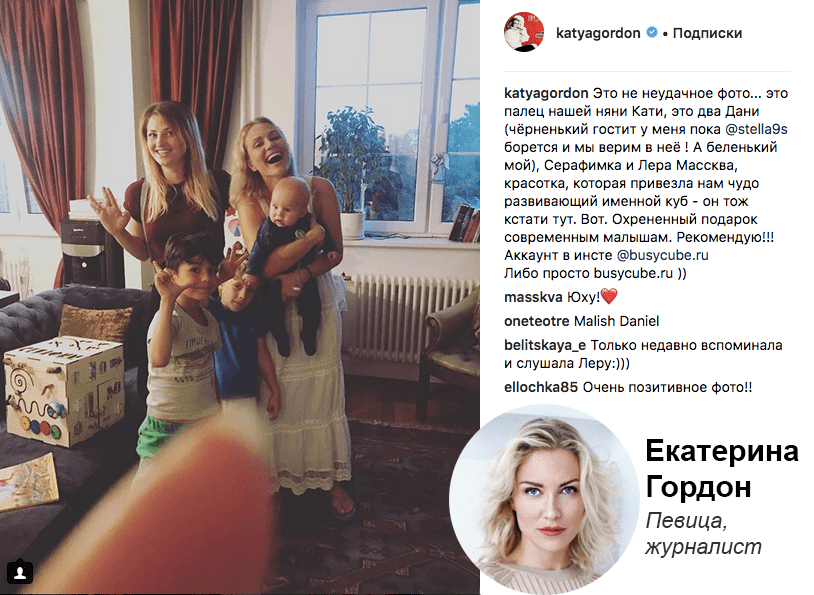 katyagordon • Подписки
katyagordon Это не неудачное фото... это
палец нашей няни Кати, это два Дани
(чёрненький гостит у меня пока @stella9s
борется и мы верим в неё ! А беленький
мой), Серафимка и Лера Массква,
красотка, которая привезла нам чудо
развивающий именной куб - он тож
кстати тут. Вот. Охрененный подарок
современным малышам. Рекомендую!!!
Аккаунт в инсте @busycube.ru
Либо просто busycube.ru ))
masskva Юху!❤️
oneteotre Malish Daniel
belitskaya_e Только недавно вспоминала
и слушала Леру:)))
ellochka85 Очень позитивное фото!!
Екатерина
Гордон
Певица,
журналист